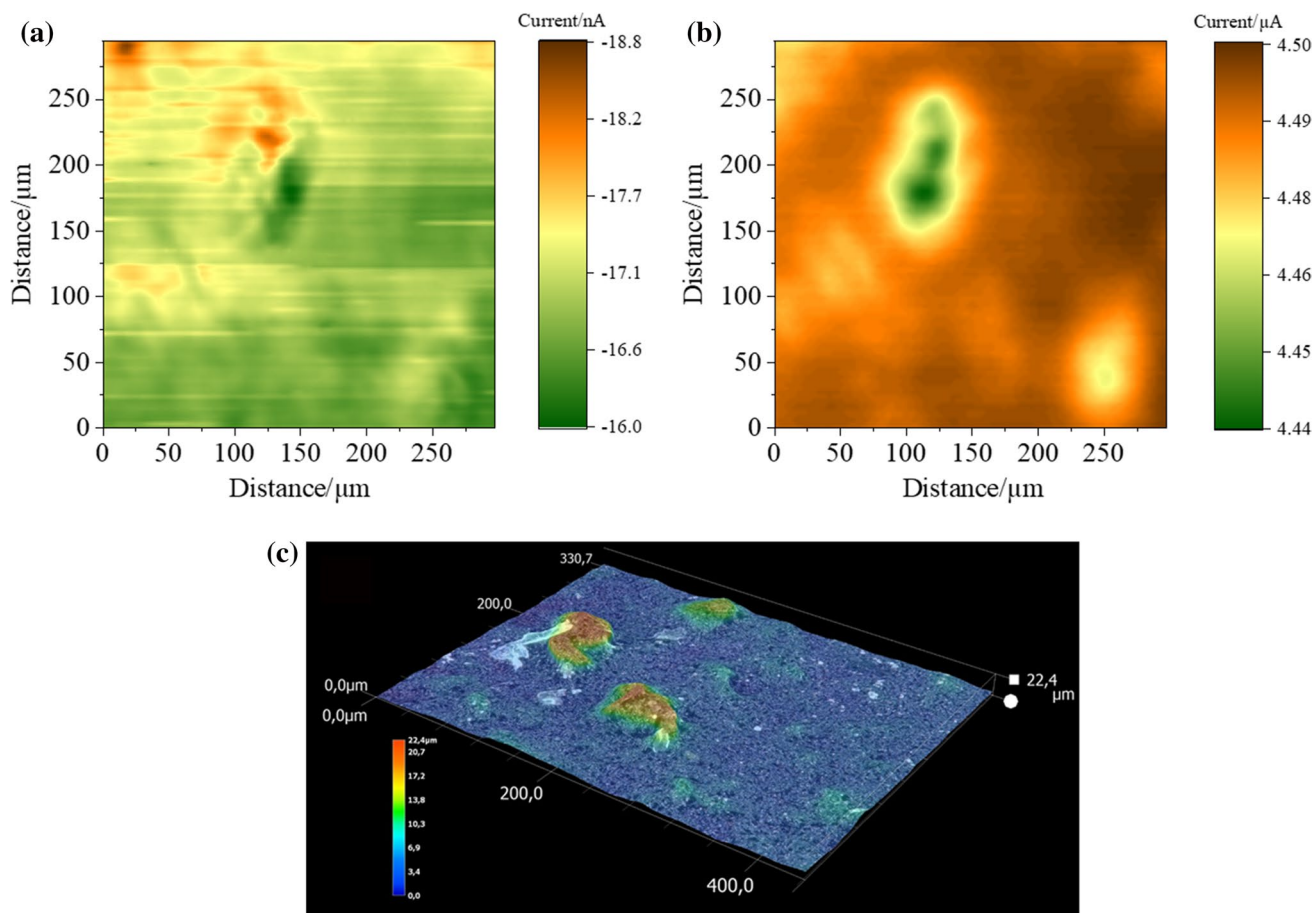 (a)
Current/nA
-18.8
-18.2
-17.7
-17.1
-16.6
-16.0
250
200
150
100
50
0
Distance/µm
0 50 100 150 200 250
Distance/µm
(b)
Current/µA
4.50
4.49
4.48
4.46
4.45
4.44
250
200
150
100
50
0
Distance/µm
0 50 100 150 200 250
Distance/µm
(c)
330,7
200,0
0,0µm
0,0µm
22,4
µm
22,4µm
20,7
17,2
13,8
10,3
6,9
3,4
0,0
200,0
400,0